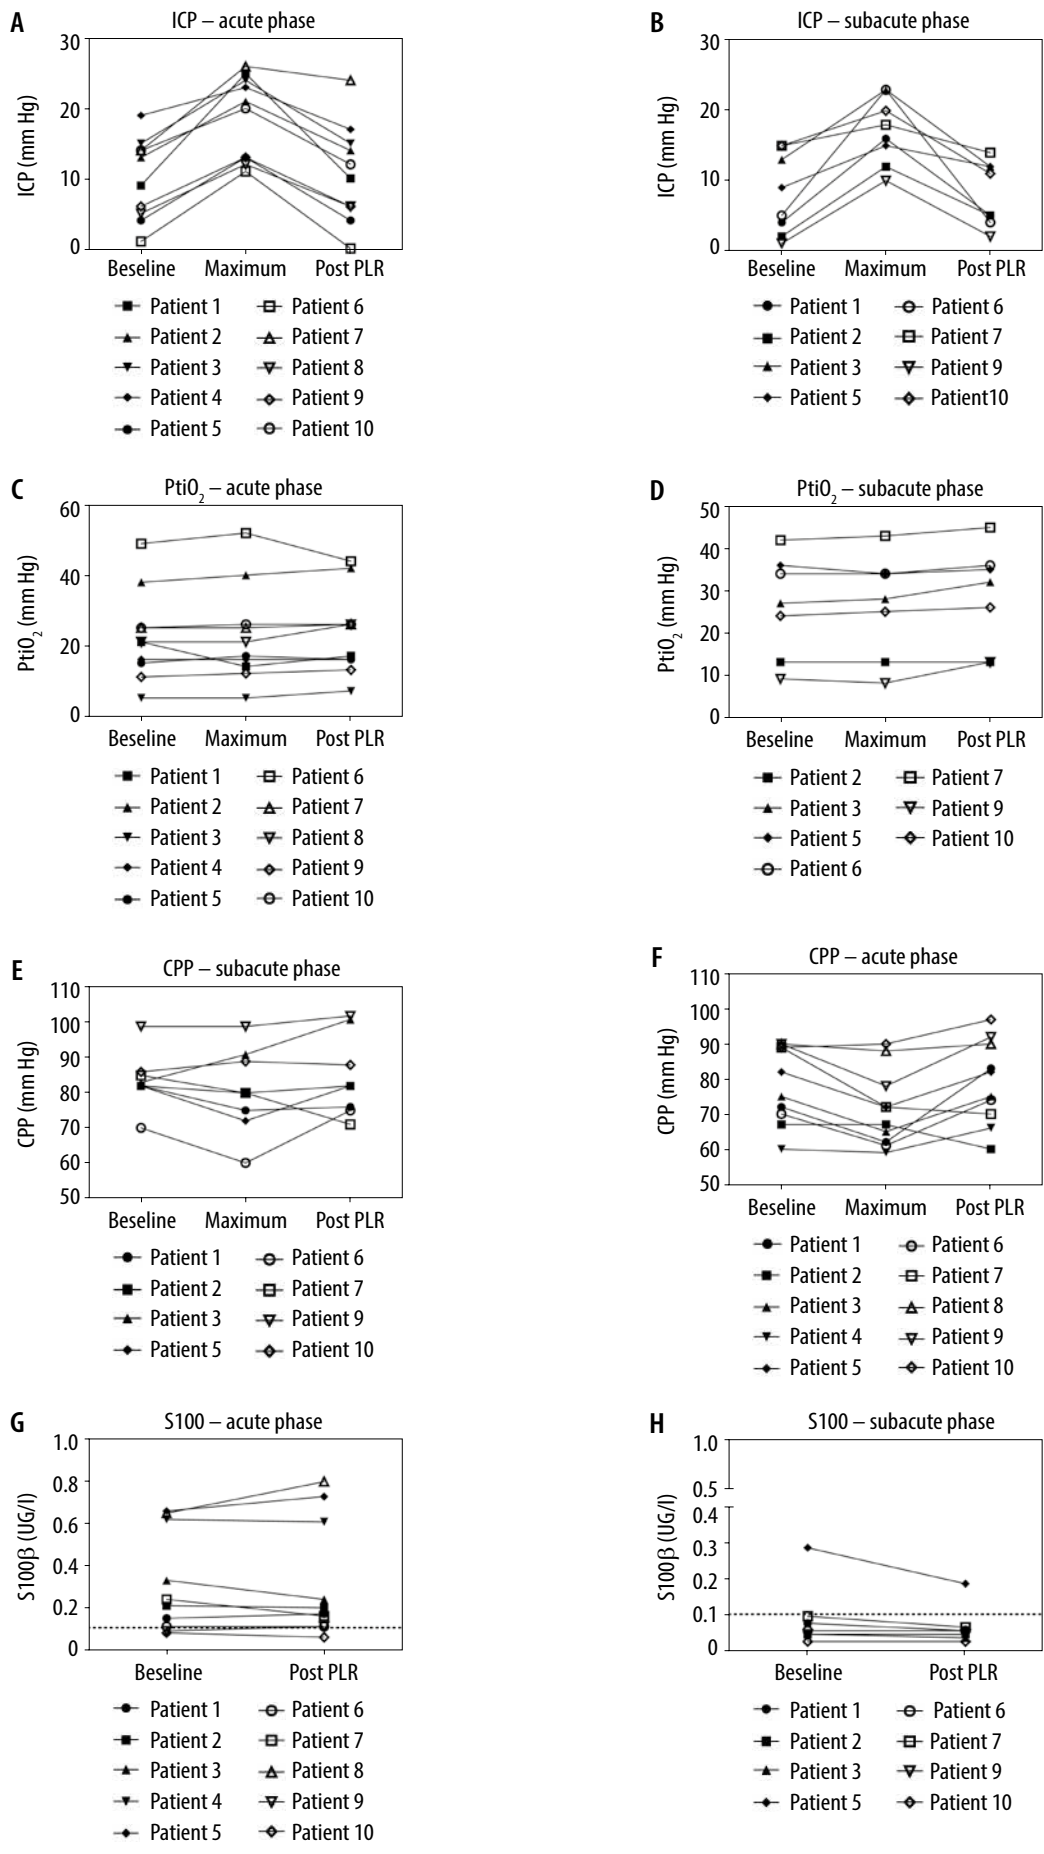 A
ICP – acute phase
ICP (mm Hg)
30
20
10
0
Baseline Maximum Post PLR
Patient 1 Patient 6
Patient 2 Patient 7
Patient 3 Patient 8
Patient 4 Patient 9
Patient 5 Patient 10
B
ICP – subacute phase
ICP (mm Hg)
30
20
10
0
Baseline Maximum Post PLR
Patient 1 Patient 6
Patient 2 Patient 7
Patient 3 Patient 9
Patient 5 Patient10
C
PtiO2 – acute phase
PtiO2 (mm Hg)
60
40
20
0
Baseline Maximum Post PLR
Patient 1 Patient 6
Patient 2 Patient 7
Patient 3 Patient 8
Patient 4 Patient 9
Patient 5 Patient 10
D
PtiO2 – subacute phase
PtiO2 (mm Hg)
50
40
30
20
10
0
Baseline Maximum Post PLR
Patient 2 Patient 7
Patient 3 Patient 9
Patient 5 Patient 10
Patient 6
E
CPP – subacute phase
CPP (mm Hg)
110
100
90
80
70
60
50
Baseline Maximum Post PLR
Patient 1 Patient 6
Patient 2 Patient 7
Patient 3 Patient 9
Patient 5 Patient 10
F
CPP – acute phase
CPP (mm Hg)
110
100
90
80
70
60
50
Baseline Maximum Post PLR
Patient 1 Patient 6
Patient 2 Patient 7
Patient 3 Patient 8
Patient 4 Patient 9
Patient 5 Patient 10
G
S100 – acute phase
S100β (UG/l)
1.0
0.8
0.6
0.4
0.2
0
Baseline Post PLR
Patient 1 Patient 6
Patient 2 Patient 7
Patient 3 Patient 8
Patient 4 Patient 9
Patient 5 Patient 10
H
S100 – subacute phase
S100β (UG/l)
1.0
0.5
0.4
0.3
0.2
0.1
0
Baseline Post PLR
Patient 1 Patient 6
Patient 2 Patient 7
Patient 3 Patient 9
Patient 5 Patient 10